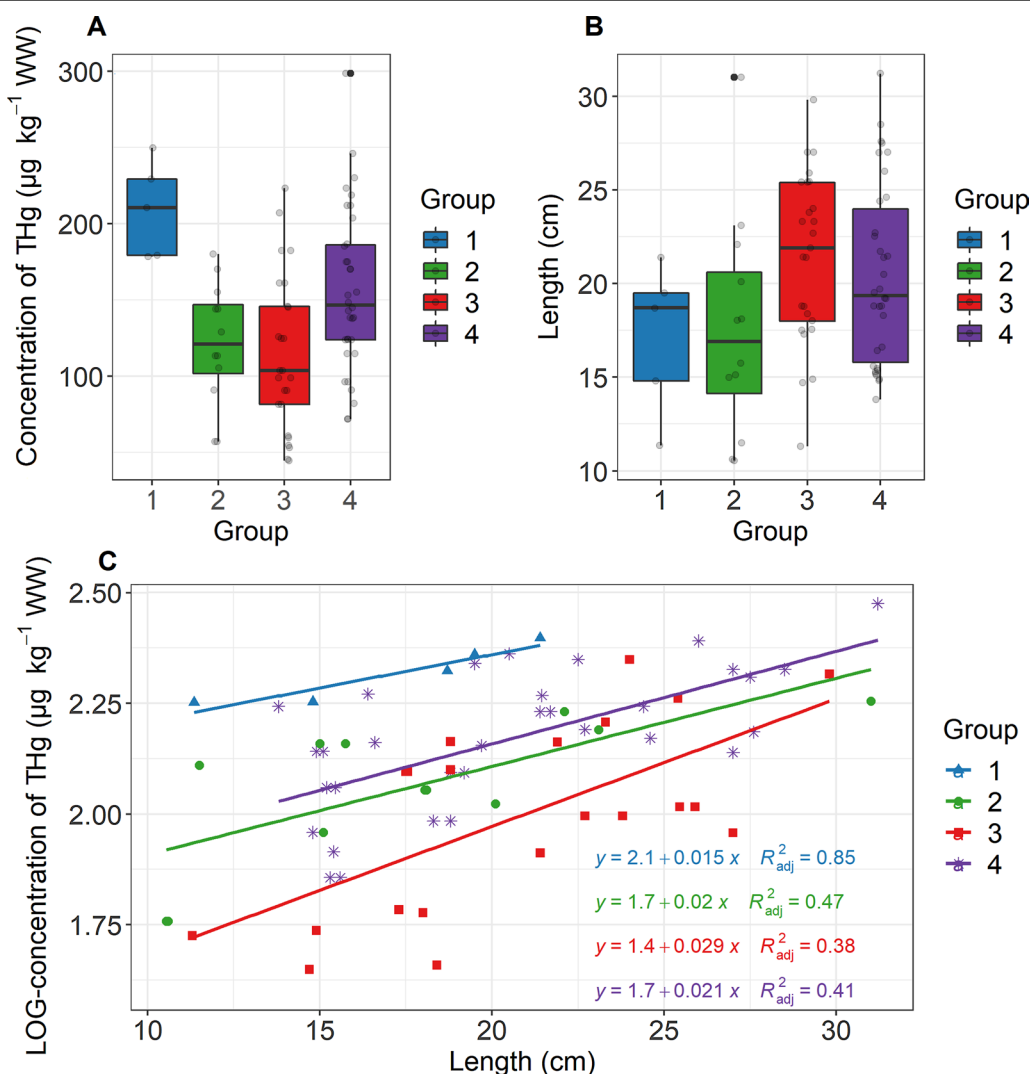 A
Concentration of THg (µg kg⁻¹ WW)
300
200
100
1 2 3 4
Group
Group
1
2
3
4
B
Length (cm)
30
25
20
15
10
1 2 3 4
Group
Group
1
2
3
4
C
LOG-concentration of THg (µg kg⁻¹ WW)
2.50
2.25
2.00
1.75
y = 2.1 + 0.015 x R²adj = 0.85
y = 1.7 + 0.02 x R²adj = 0.47
y = 1.4 + 0.029 x R²adj = 0.38
y = 1.7 + 0.021 x R²adj = 0.41
10 15 20 25 30
Length (cm)
Group
a 1
a 2
a 3
a 4